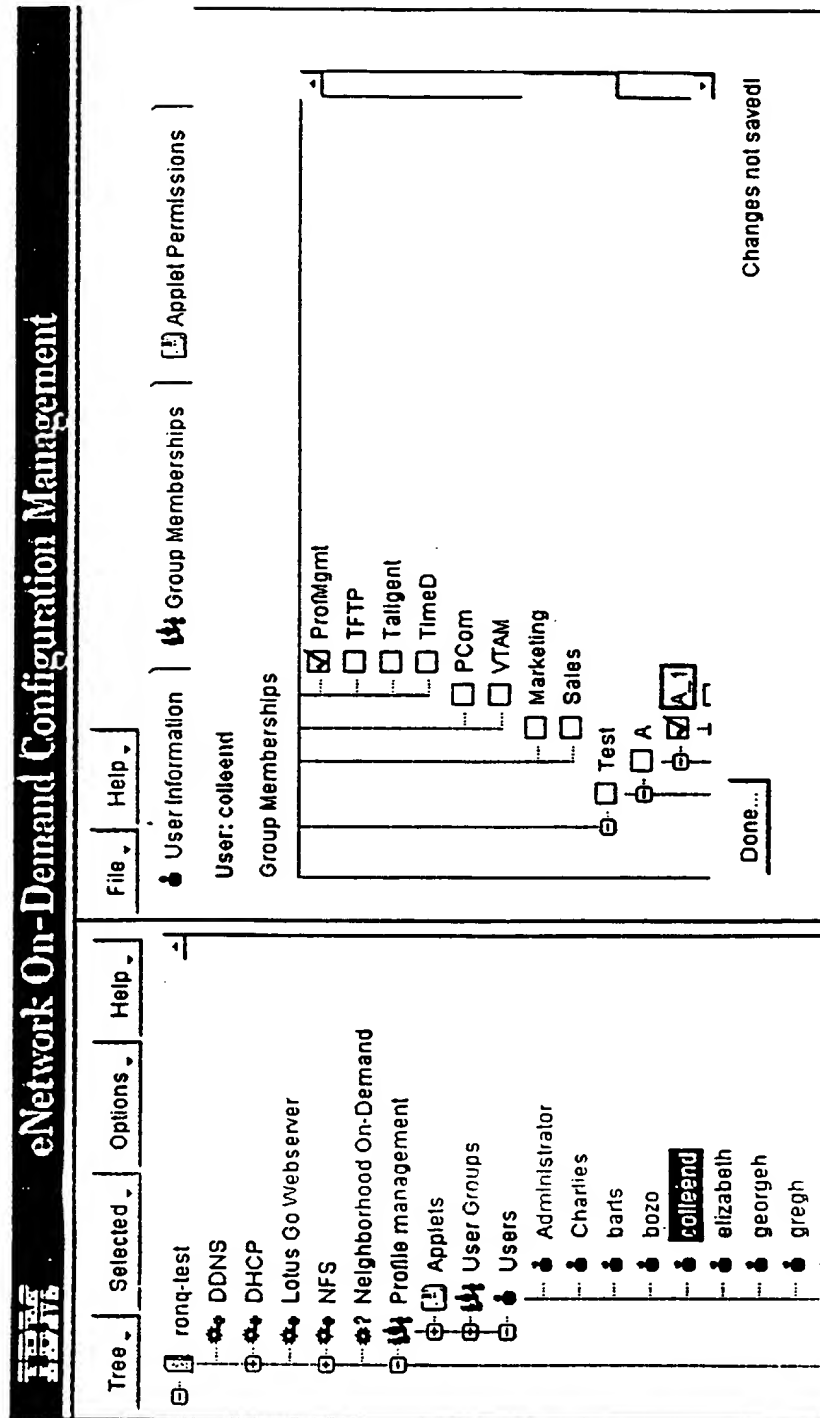 IBM
eNetwork On-Demand Configuration Management
Tree
Selected
Options
Help
ronq-test
DDNS
DHCP
Lotus Go Webserver
NFS
Neighborhood On-Demand
Profile management
Applets
User Groups
Users
Administrator
Charlies
barts
bozo
colleend
elizabeth
georgeh
gregh
File
Help
User Information
Group Memberships
Applet Permissions
User: colleend
Group Memberships
ProfMgmt
TFTP
Taligent
TimeD
PCom
VTAM
Marketing
Sales
Test
A
A_1
Done...
Changes not saved!